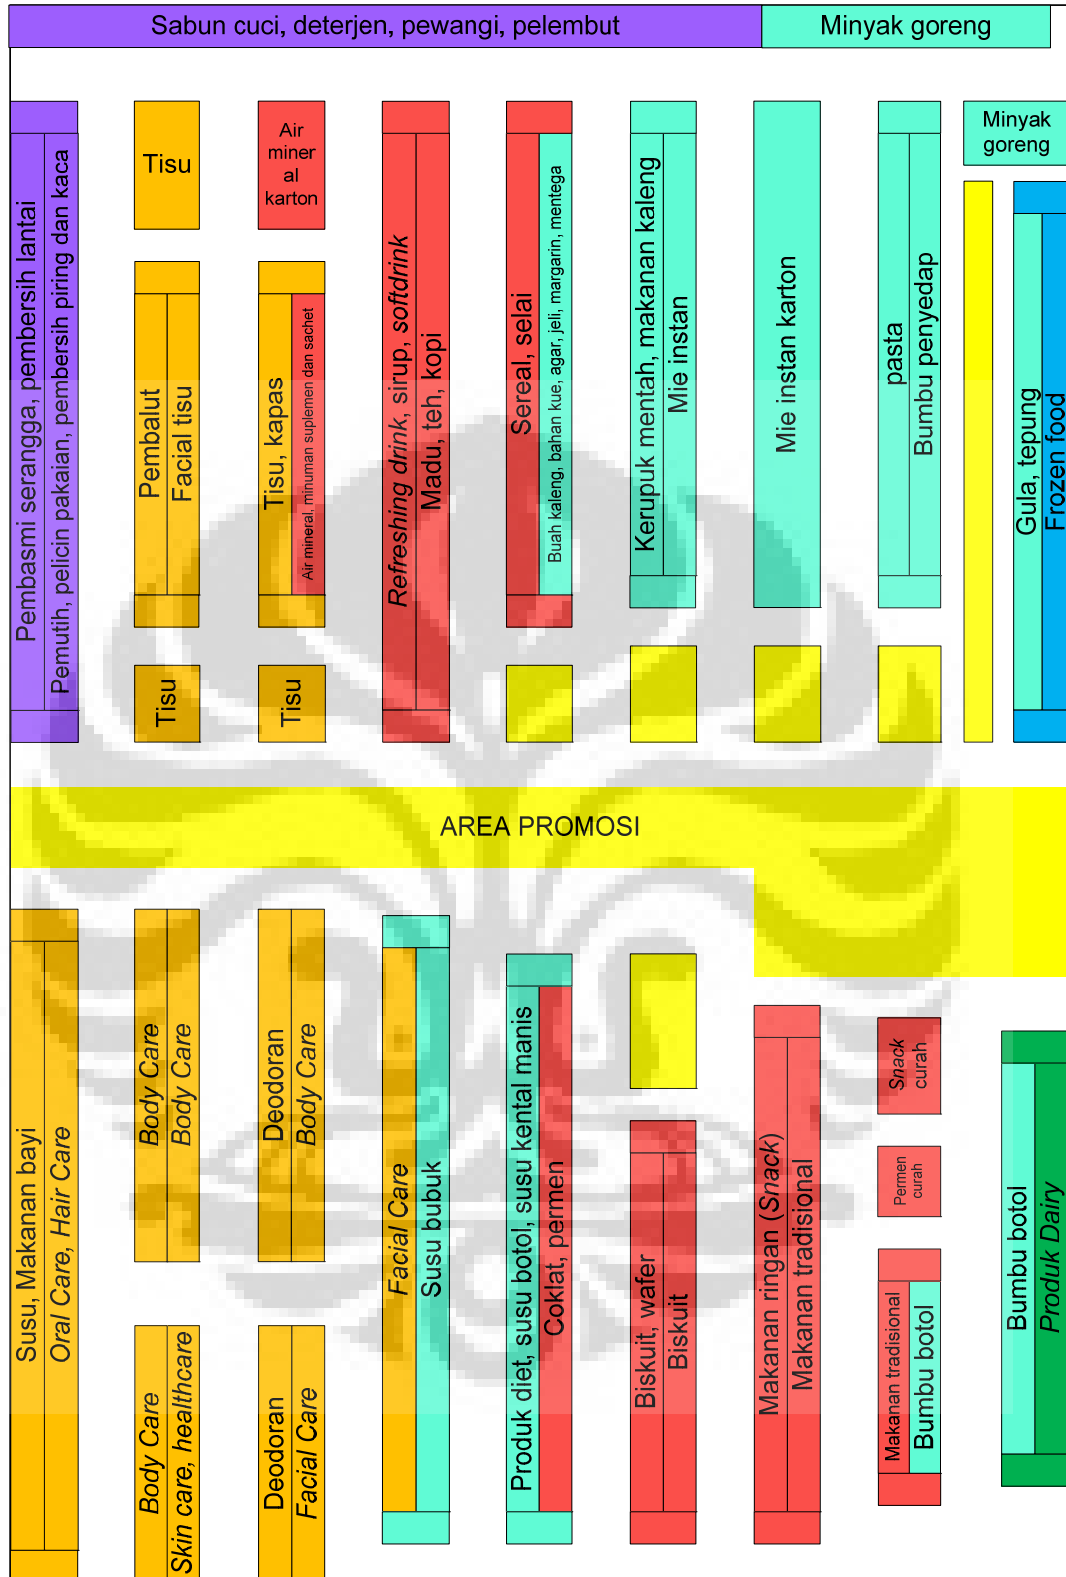 Sabun cuci, deterjen, pewangi, pelembut
Minyak goreng
Pembasmi serangga, pembersih lantai
Pemutih, pelicin pakaian, pembersih piring dan kaca
Tisu
Pembalut
Facial tisu
Tisu
Air
miner
al
karton
Tisu, kapas
Air mineral, minuman suplemen dan sachet
Tisu
Refreshing drink, sirup, softdrink
Madu, teh, kopi
Sereal, selai
Buah kaleng, bahan kue, agar, jeli, margarin, mentega
Kerupuk mentah, makanan kaleng
Mie instan
Mie instan karton
pasta
Bumbu penyedap
Minyak
goreng
Gula, tepung
Frozen food
AREA PROMOSI
Susu, Makanan bayi
Oral Care, Hair Care
Body Care
Body Care
Body Care
Skin care, healthcare
Deodoran
Body Care
Deodoran
Facial Care
Facial Care
Susu bubuk
Produk diet, susu botol, susu kental manis
Coklat, permen
Biskuit, wafer
Biskuit
Makanan ringan (Snack)
Makanan tradisional
Snack
curah
Permen
curah
Makanan tradisional
Bumbu botol
Bumbu botol
Produk Dairy